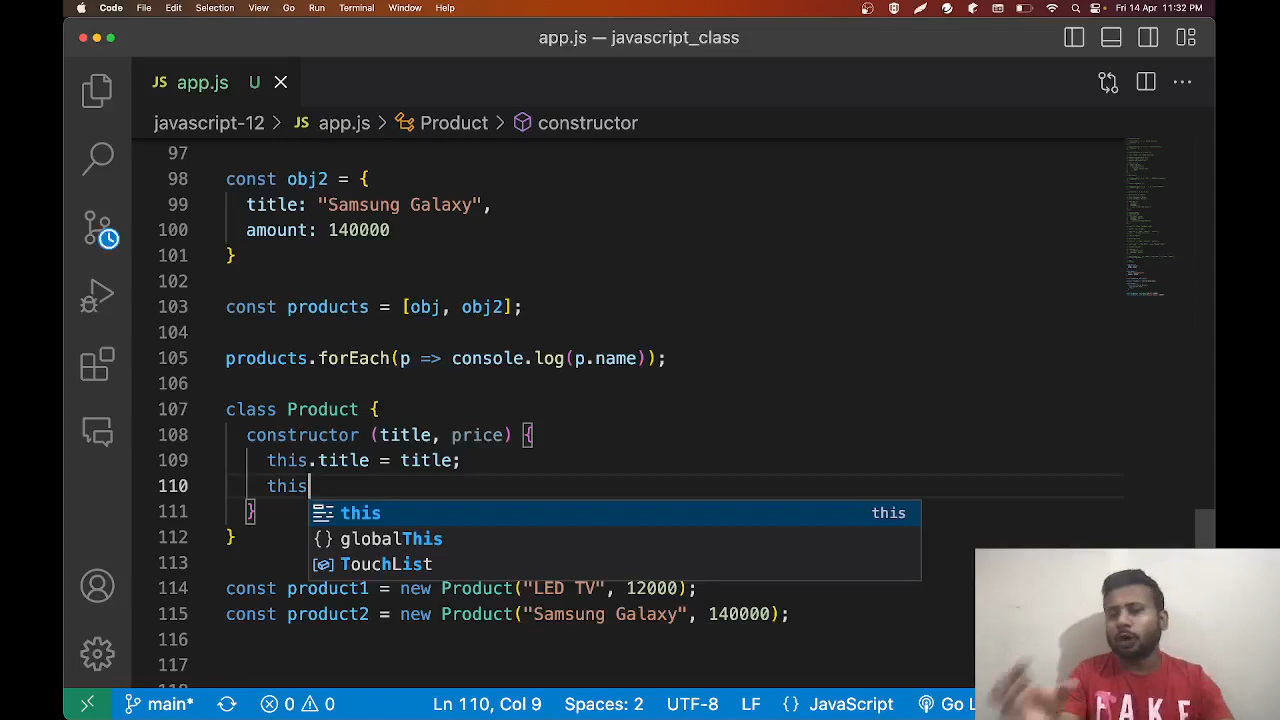 Code File Edit Selection View Go Run Terminal Window Help Fri 14 Apr 11:32 PM
app.js — javascript_class
JS app.js U
javascript-12 > JS app.js > Product > constructor
97
98 const obj2 = {
99 title: "Samsung Galaxy",
100 amount: 140000
101 }
102
103 const products = [obj, obj2];
104
105 products.forEach(p => console.log(p.name));
106
107 class Product {
108 constructor (title, price) {
109 this.title = title;
110 this
111 }
this this
112 }
globalThis
113
TouchList
114 const product1 = new Product("LED TV", 12000);
115 const product2 = new Product("Samsung Galaxy", 140000);
116
117
main* 0 0 Ln 110, Col 9 Spaces: 2 UTF-8 LF {} JavaScript Go L